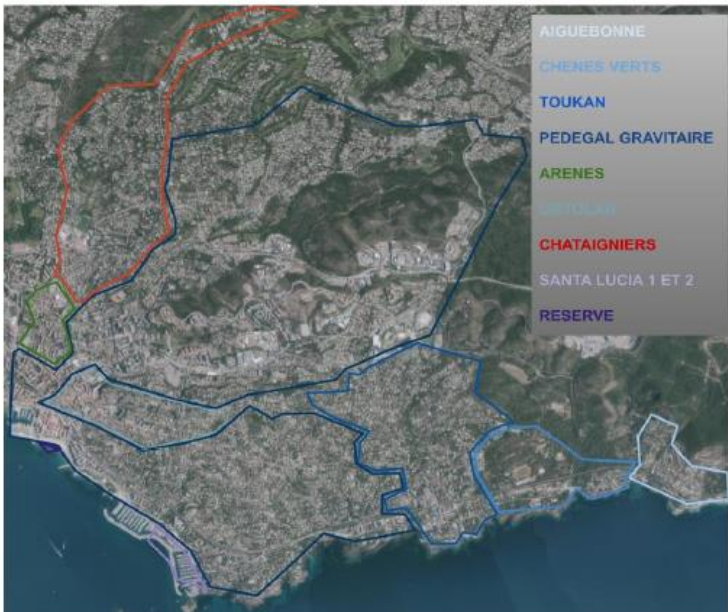 AIGUEBONNE
CHENES VERTS
TOUKAN
PEDEGAL GRAVITAIRE
ARENES
CHATAIGNIERS
SANTA LUCIA 1 ET 2
RESERVE